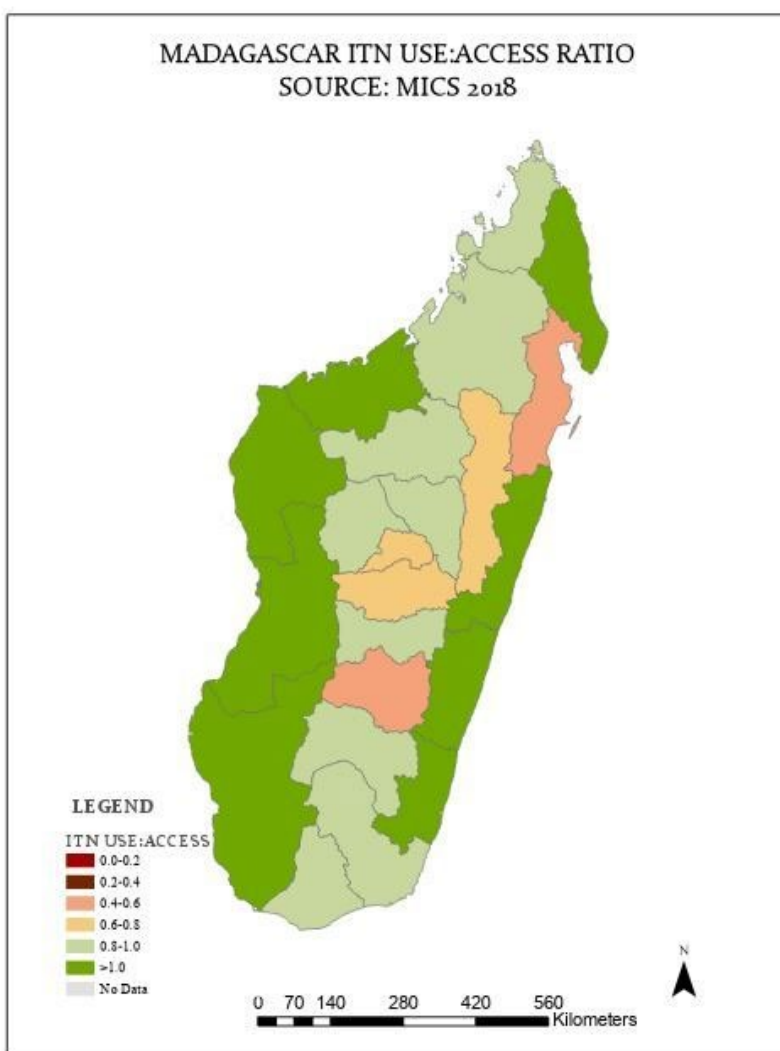 MADAGASCAR ITN USE:ACCESS RATIO
SOURCE: MICS 2018
LEGEND
ITN USE:ACCESS
0.0-0.2
0.2-0.4
0.4-0.6
0.6-0.8
0.8-1.0
>1.0
No Data
N
0 70 140 280 420 560
Kilometers